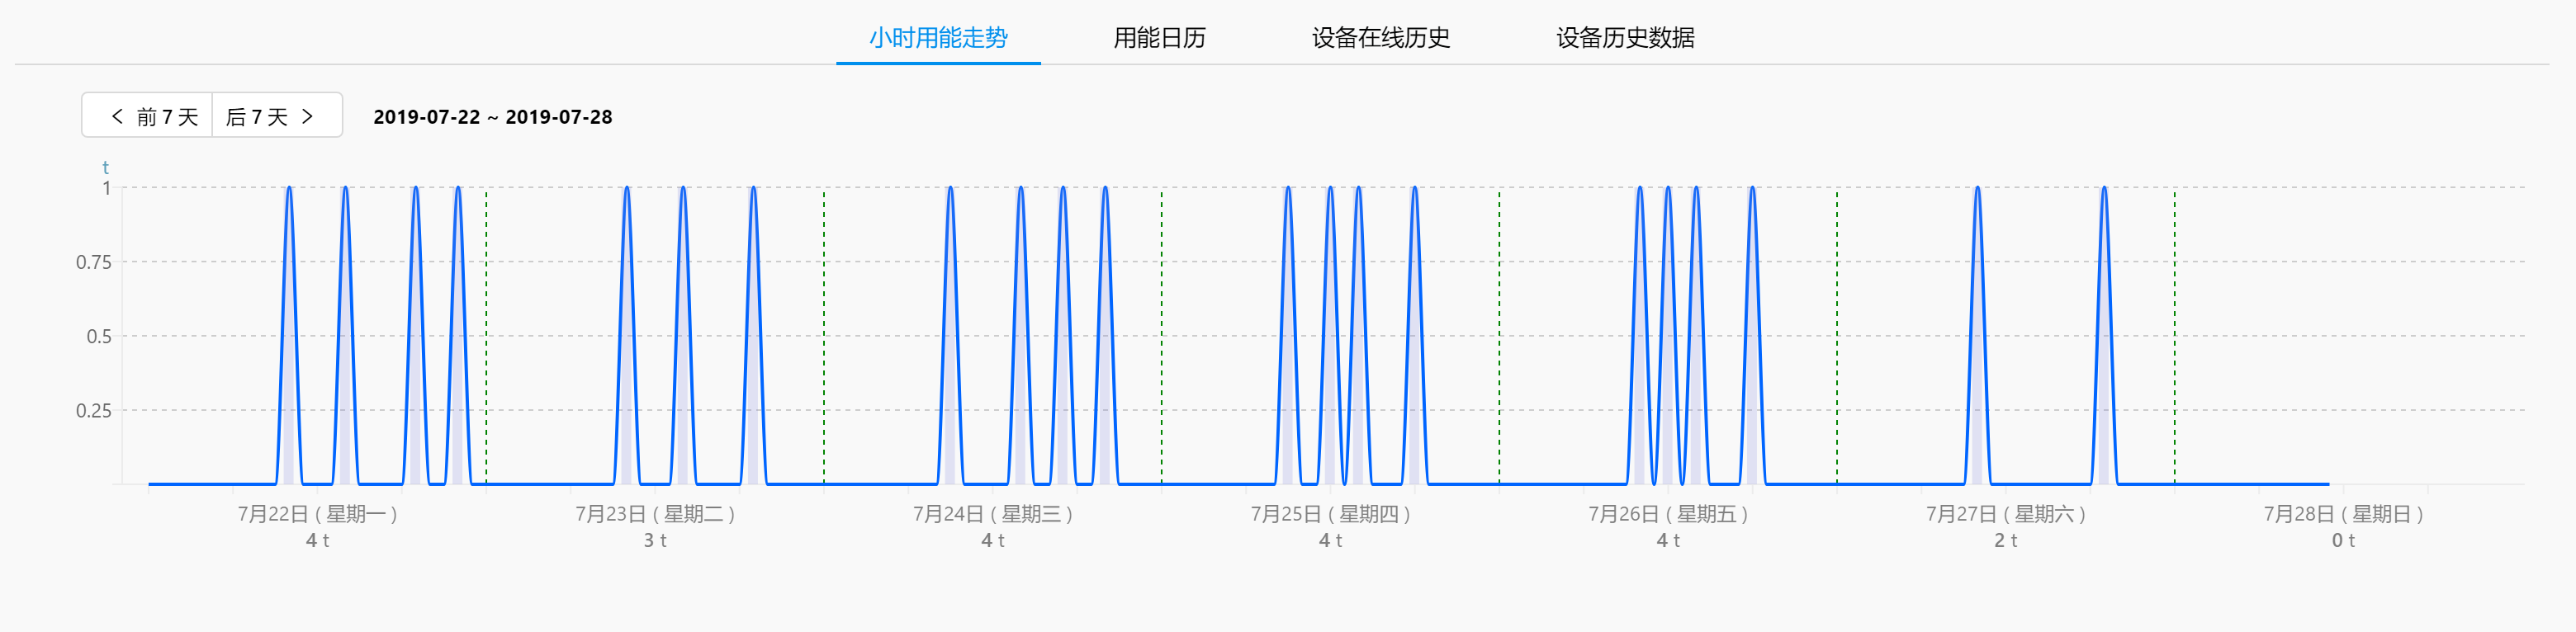 小时用能走势 用能日历 设备在线历史 设备历史数据
前 7 天 后 7 天 2019-07-22 ~ 2019-07-28
t
1
0.75
0.5
0.25
7月22日 ( 星期一 ) 7月23日 ( 星期二 ) 7月24日 ( 星期三 ) 7月25日 ( 星期四 ) 7月26日 ( 星期五 ) 7月27日 ( 星期六 ) 7月28日 ( 星期日 )
4 t 3 t 4 t 4 t 4 t 2 t 0 t